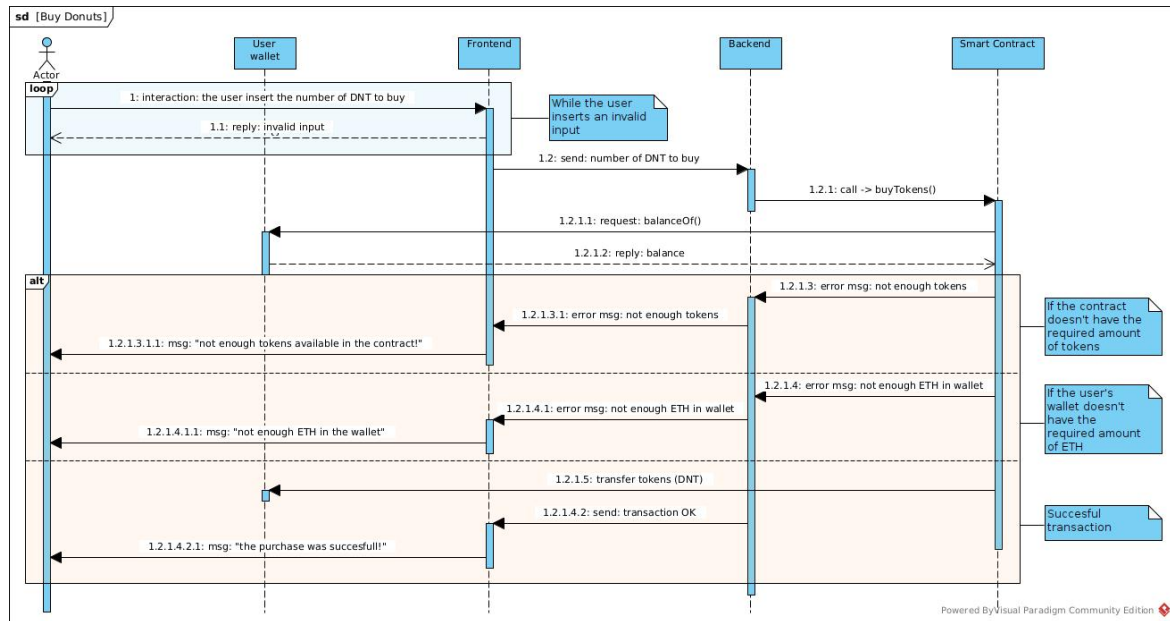 sd [Buy Donuts]
Actor
User
wallet
Frontend
Backend
Smart Contract
loop
1: interaction: the user insert the number of DNT to buy
While the user
inserts an invalid
input
1.1: reply: invalid input
1.2: send: number of DNT to buy
1.2.1: call -> buyTokens()
1.2.1.1: request: balanceOf()
1.2.1.2: reply: balance
alt
1.2.1.3: error msg: not enough tokens
If the contract
doesn't have the
required amount
of tokens
1.2.1.3.1: error msg: not enough tokens
1.2.1.3.1.1: msg: "not enough tokens available in the contract!"
1.2.1.4: error msg: not enough ETH in wallet
If the user's
wallet doesn't
have the
required amount
of ETH
1.2.1.4.1: error msg: not enough ETH in wallet
1.2.1.4.1.1: msg: "not enough ETH in the wallet"
1.2.1.5: transfer tokens (DNT)
1.2.1.4.2: send: transaction OK
Succesful
transaction
1.2.1.4.2.1: msg: "the purchase was succesfull!"
Powered ByVisual Paradigm Community Edition